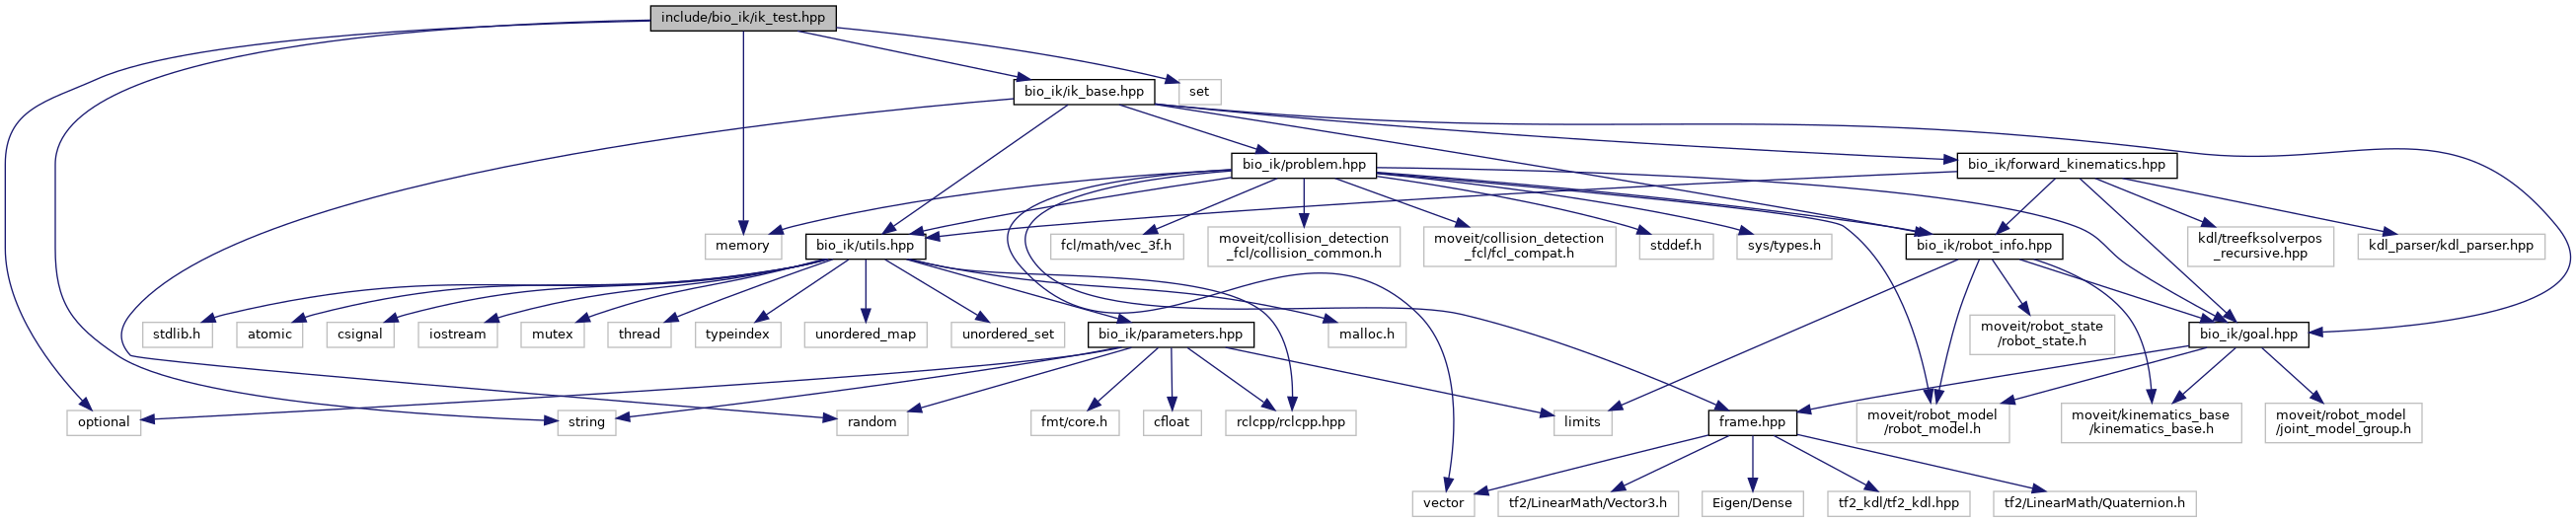 include/bio_ik/ik_test.hpp
bio_ik/ik_base.hpp
set
bio_ik/problem.hpp
bio_ik/forward_kinematics.hpp
memory
bio_ik/utils.hpp
fcl/math/vec_3f.h
moveit/collision_detection
_fcl/collision_common.h
moveit/collision_detection
_fcl/fcl_compat.h
stddef.h
sys/types.h
bio_ik/robot_info.hpp
kdl/treefksolverpos
_recursive.hpp
kdl_parser/kdl_parser.hpp
stdlib.h
atomic
csignal
iostream
mutex
thread
typeindex
unordered_map
unordered_set
bio_ik/parameters.hpp
malloc.h
moveit/robot_state
/robot_state.h
bio_ik/goal.hpp
optional
string
random
fmt/core.h
cfloat
rclcpp/rclcpp.hpp
limits
frame.hpp
moveit/robot_model
/robot_model.h
moveit/kinematics_base
/kinematics_base.h
moveit/robot_model
/joint_model_group.h
vector
tf2/LinearMath/Vector3.h
Eigen/Dense
tf2_kdl/tf2_kdl.hpp
tf2/LinearMath/Quaternion.h